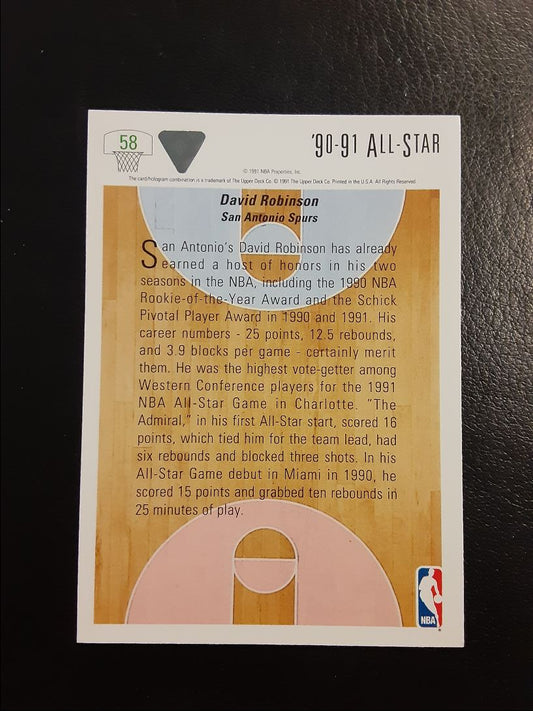 58
'90-91 ALL-STAR
© 1991 NBA Properties, Inc.
The card/hologram combination is a trademark of The Upper Deck Co. © 1991 The Upper Deck Co. Printed in the U.S.A. All Rights Reserved.
David Robinson
San Antonio Spurs
San Antonio's David Robinson has already
earned a host of honors in his two
seasons in the NBA, including the 1990 NBA
Rookie-of-the-Year Award and the Schick
Pivotal Player Award in 1990 and 1991. His
career numbers - 25 points, 12.5 rebounds,
and 3.9 blocks per game - certainly merit
them. He was the highest vote-getter among
Western Conference players for the 1991
NBA All-Star Game in Charlotte. "The
Admiral," in his first All-Star start, scored 16
points, which tied him for the team lead, had
six rebounds and blocked three shots. In his
All-Star Game debut in Miami in 1990, he
scored 15 points and grabbed ten rebounds in
25 minutes of play.
NBA
®